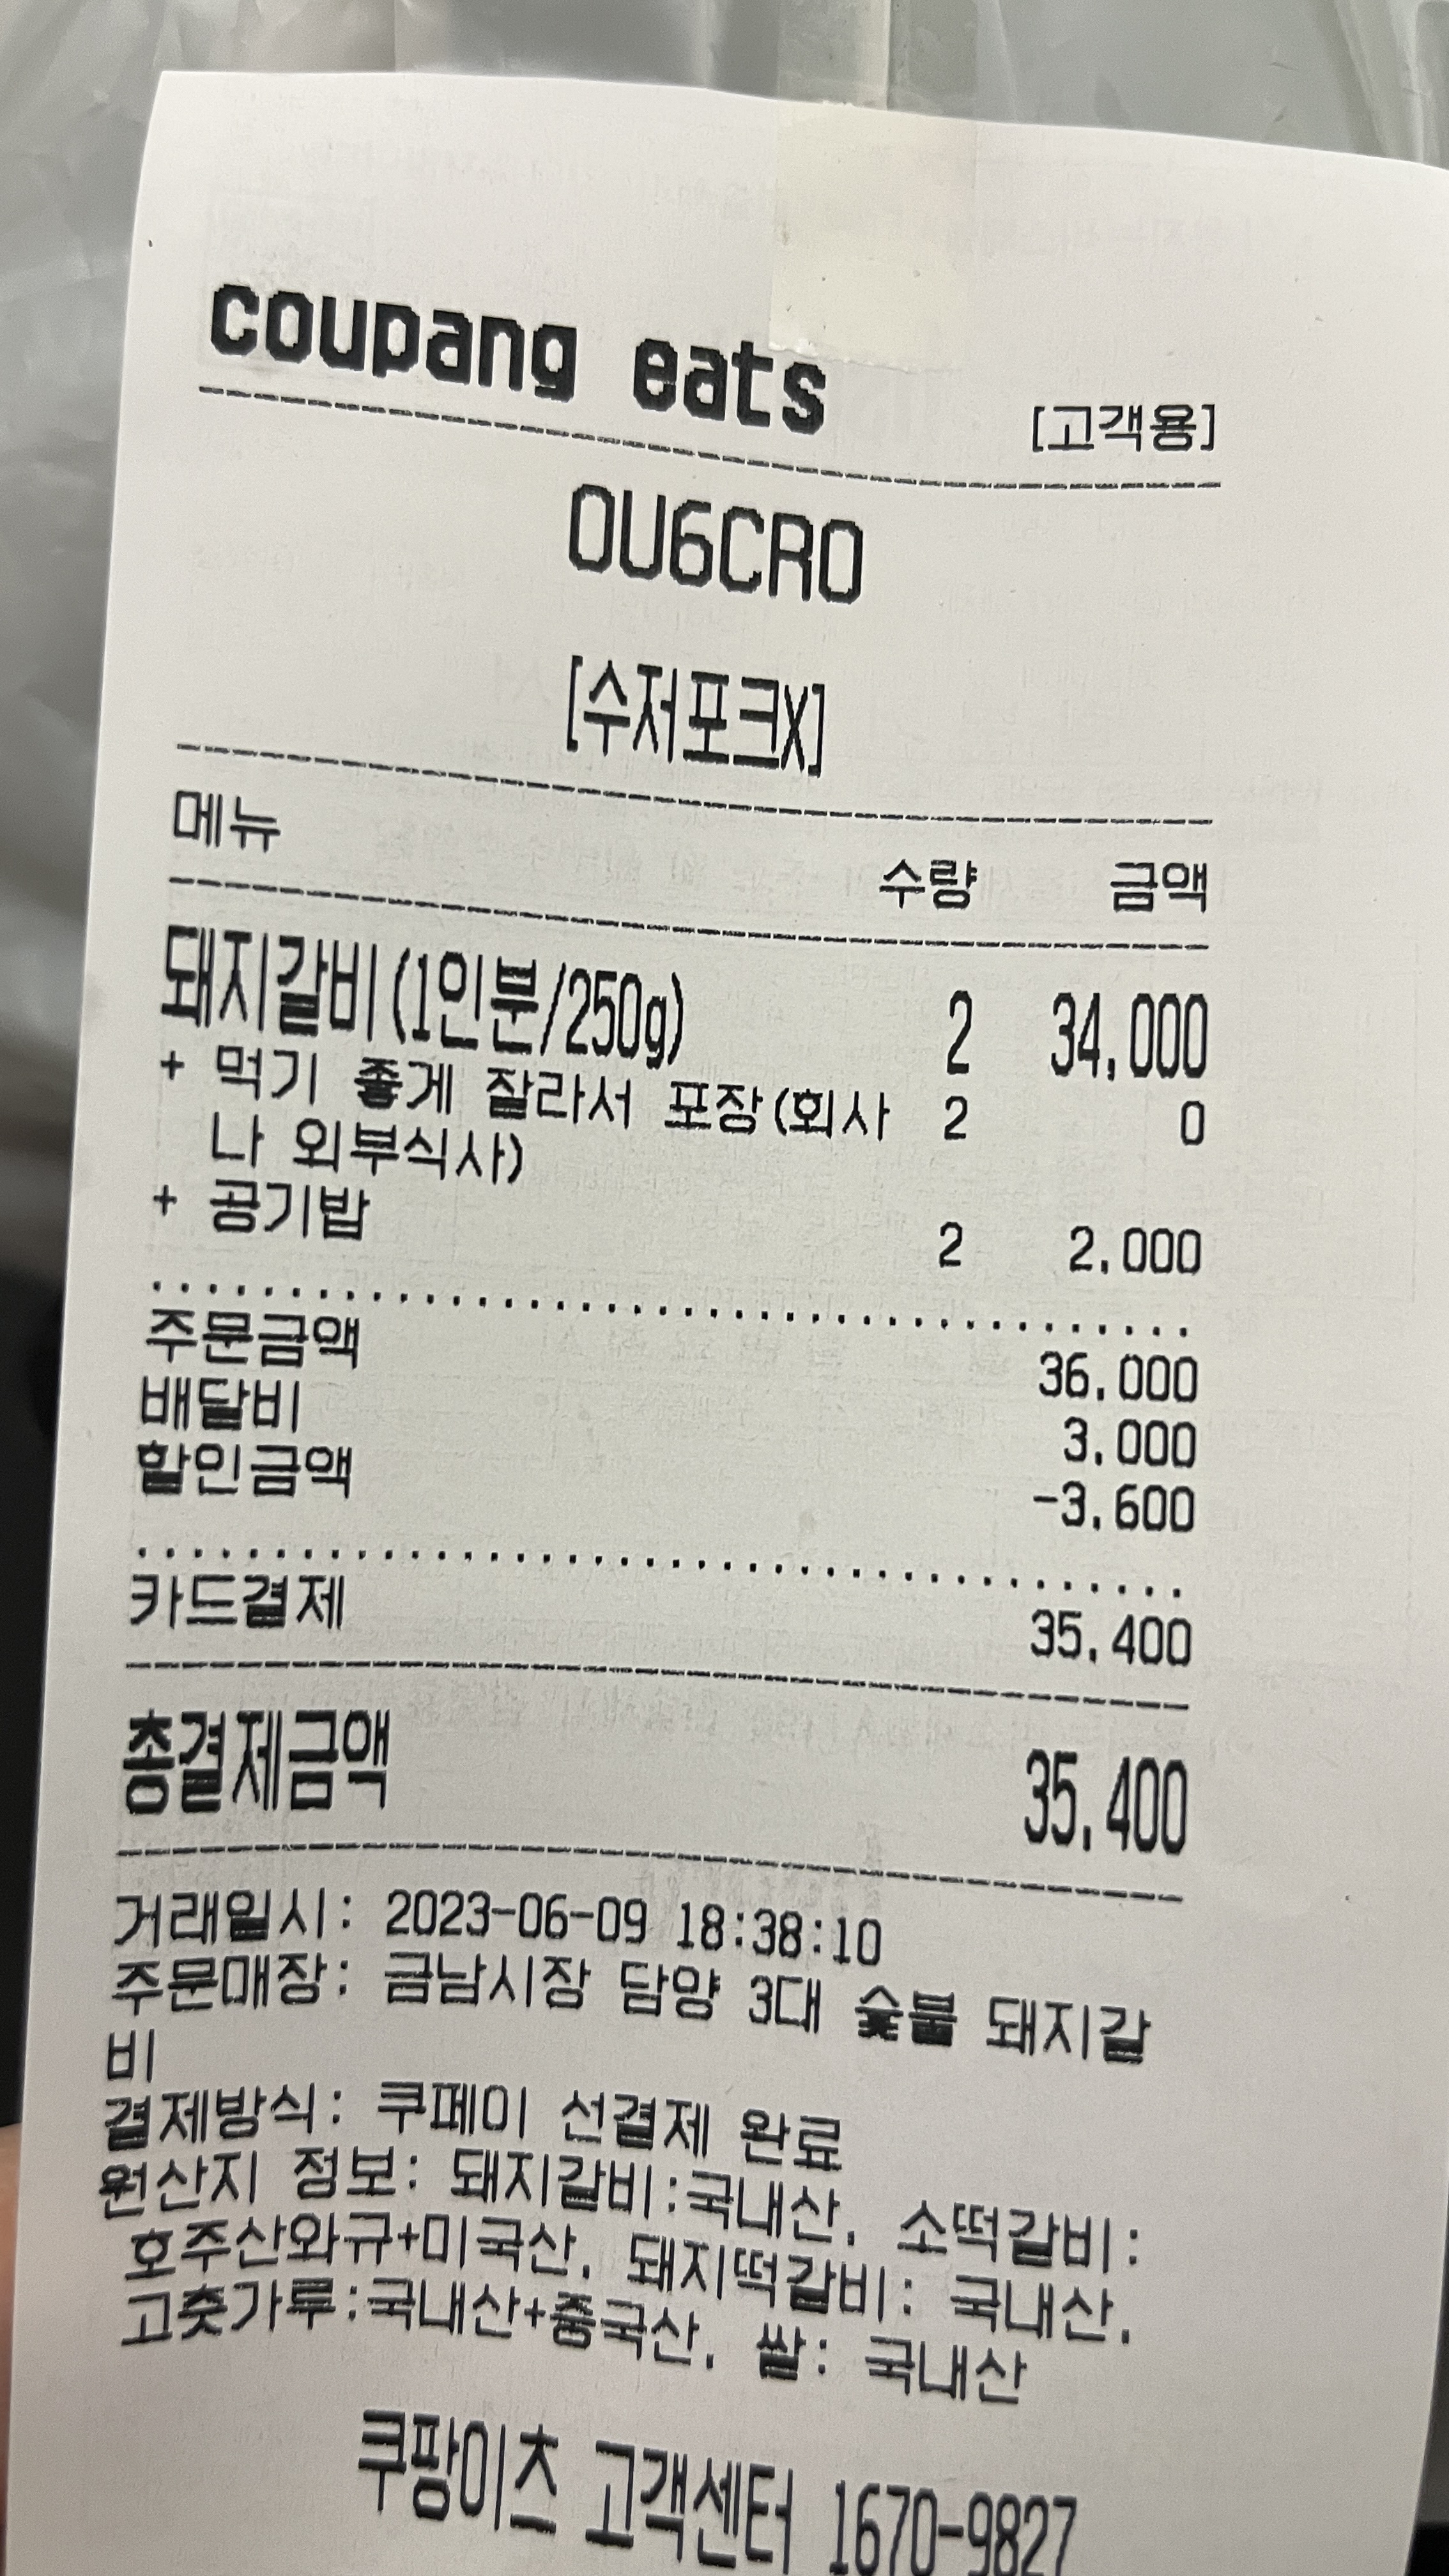 coupang eats
[고객용]
0U6CRO
[수저포크X]
메뉴 수량 금액
돼지갈비(1인분/250g) 2 34,000
+ 먹기 좋게 잘라서 포장(회사 2 0
나 외부식사)
+ 공기밥 2 2,000
주문금액 36,000
배달비 3,000
할인금액 -3,600
카드결제 35,400
총결제금액 35,400
거래일시: 2023-06-09 18:38:10
주문매장: 금남시장 담양 3대 숯불 돼지갈
비
결제방식: 쿠페이 선결제 완료
원산지 정보: 돼지갈비:국내산, 소떡갈비:
호주산와규+미국산, 돼지떡갈비: 국내산,
고춧가루:국내산+중국산, 쌀: 국내산
쿠팡이츠 고객센터 1670-9827